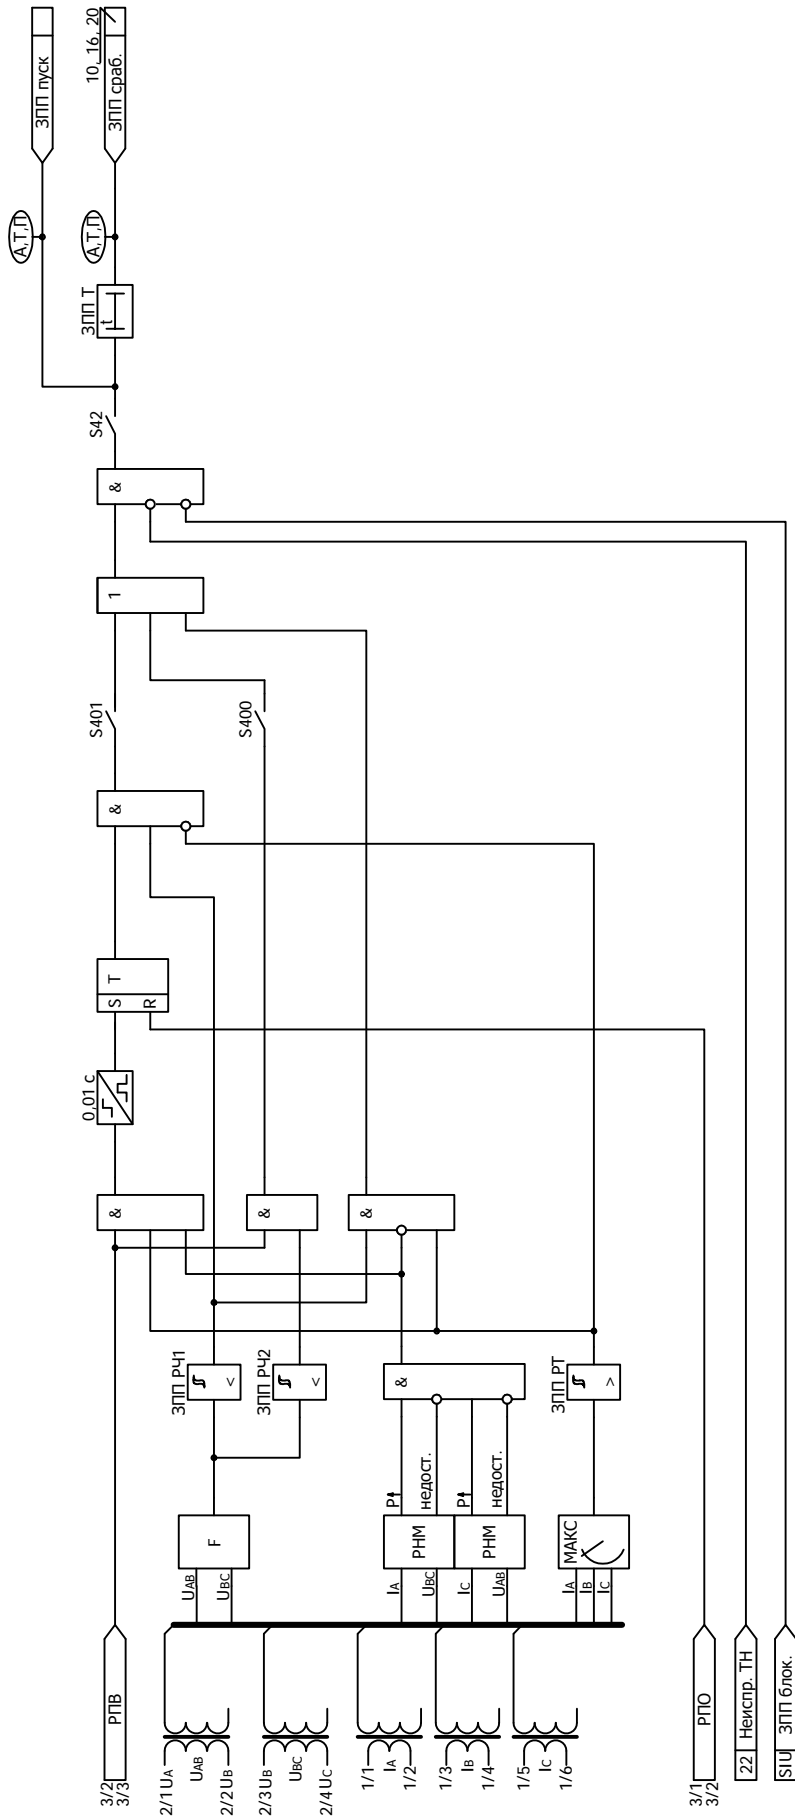 3/2
3/3
РПВ
2/1 UA
UAB
2/2 UB
2/3 UB
UBC
2/4 UC
1/1
IA
1/2
1/3
IB
1/4
1/5
IC
1/6
3/1
3/2
РПО
22 Неиспр. ТН
SIU ЗПП блок.
UAB
UBC
F
IA
UBC
РНМ
P
недост.
IC
UAB
РНМ
P
недост.
IA
IB
IC
МАКС
ЗПП РЧ1
<
ЗПП РЧ2
<
&
ЗПП РТ
>
&
&
&
0,01 с
S T
R
&
S401
S400
1
&
S42
ЗПП Т
t
А,Т,П
А,Т,П
ЗПП пуск
ЗПП сраб.
10, 16, 20